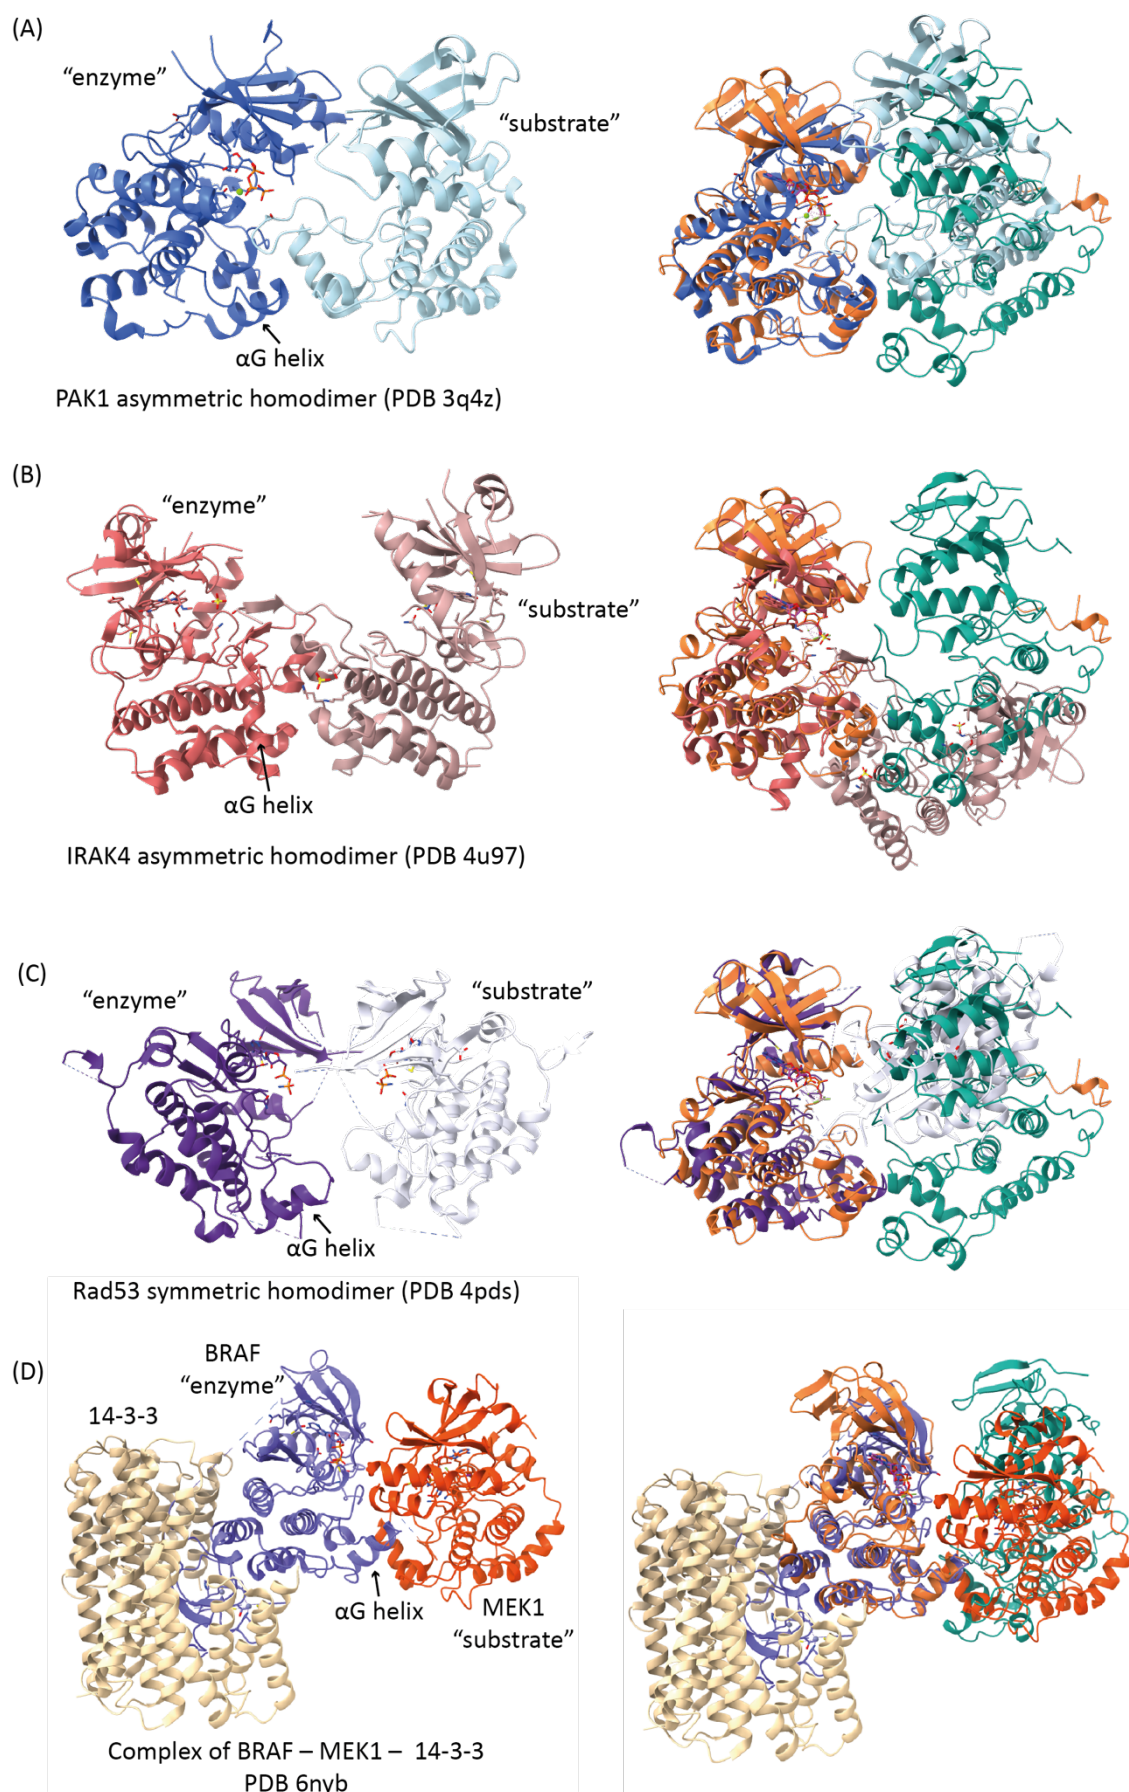 (A)
“enzyme”
“substrate”
αG helix
PAK1 asymmetric homodimer (PDB 3q4z)
(B)
“enzyme”
“substrate”
αG helix
IRAK4 asymmetric homodimer (PDB 4u97)
(C)
“enzyme”
“substrate”
αG helix
Rad53 symmetric homodimer (PDB 4pds)
(D)
BRAF
“enzyme”
14-3-3
αG helix
MEK1
“substrate”
Complex of BRAF – MEK1 – 14-3-3
PDB 6nyb